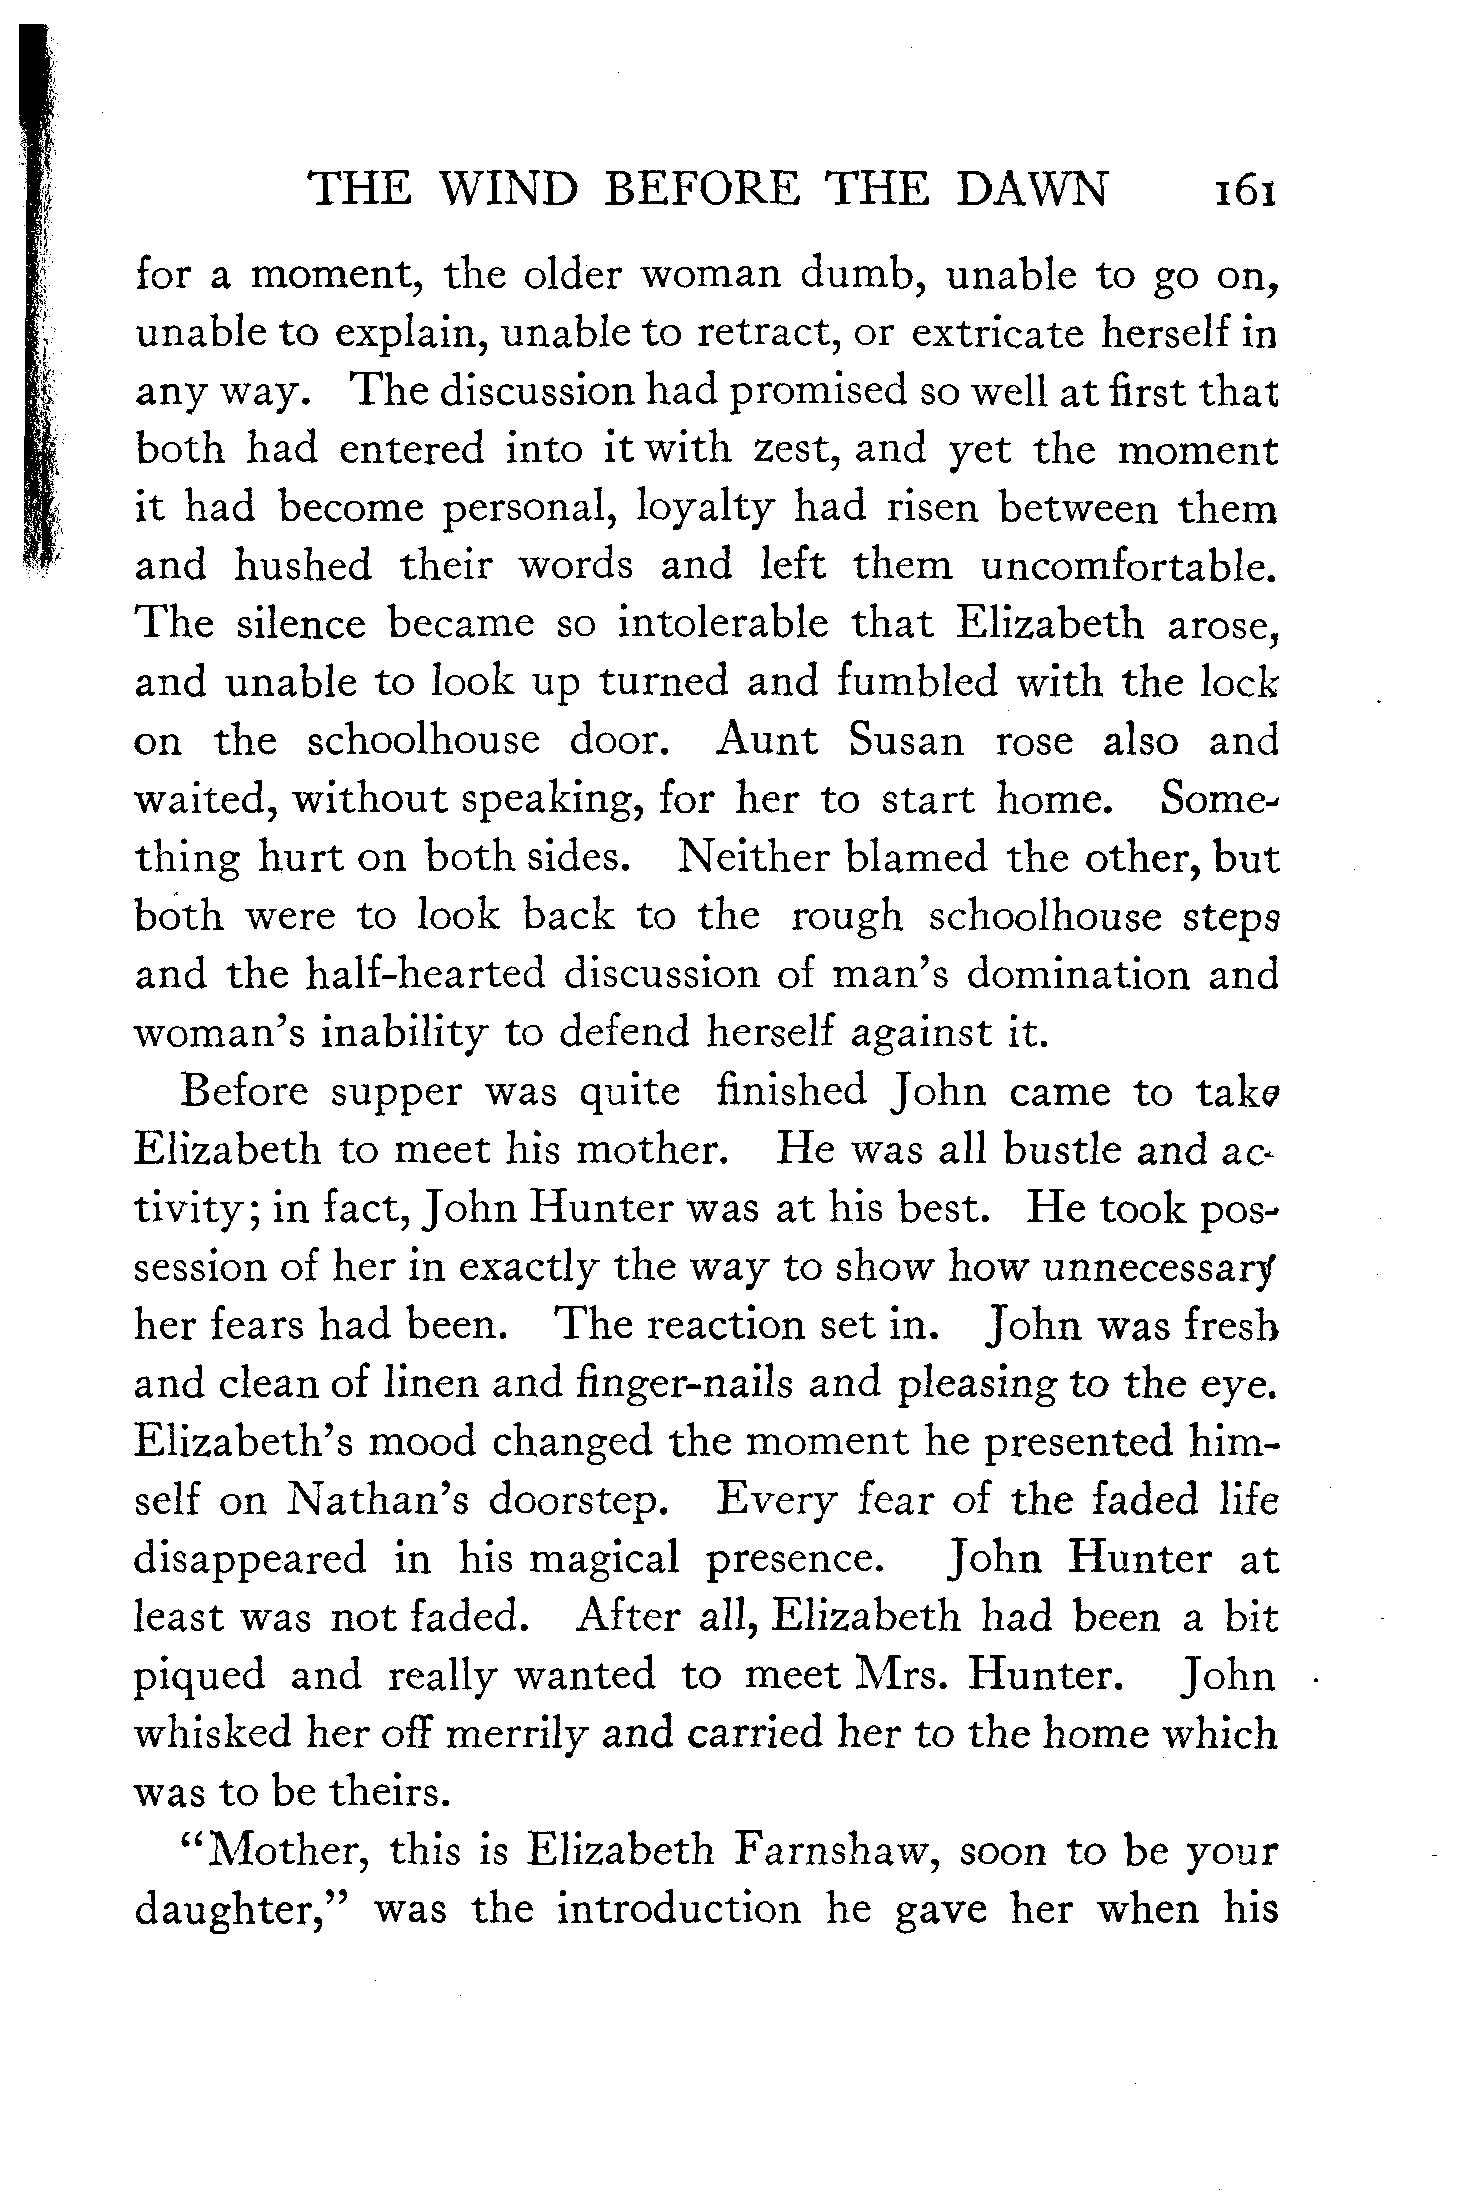 THE WIND BEFORE THE DAWN 161
for a moment, the older woman dumb, unable to go on,
unable to explain, unable to retract, or extricate herself in
any way. The discussion had promised so well at first that
both had entered into it with zest, and yet the moment
it had become personal, loyalty had risen between them
and hushed their words and left them uncomfortable.
The silence became so intolerable that Elizabeth arose,
and unable to look up turned and fumbled with the lock
on the schoolhouse door. Aunt Susan rose also and
waited, without speaking, for her to start home. Some-
thing hurt on both sides. Neither blamed the other, but
both were to look back to the rough schoolhouse steps
and the half-hearted discussion of man's domination and
woman's inability to defend herself against it.
Before supper was quite finished John came to take
Elizabeth to meet his mother. He was all bustle and ac-
tivity; in fact, John Hunter was at his best. He took pos-
session of her in exactly the way to show how unnecessary
her fears had been. The reaction set in. John was fresh
and clean of linen and finger-nails and pleasing to the eye.
Elizabeth's mood changed the moment he presented him-
self on Nathan's doorstep. Every fear of the faded life
disappeared in his magical presence. John Hunter at
least was not faded. After all, Elizabeth had been a bit
piqued and really wanted to meet Mrs. Hunter. John
whisked her off merrily and carried her to the home which
was to be theirs.
"Mother, this is Elizabeth Farnshaw, soon to be your
daughter," was the introduction he gave her when his